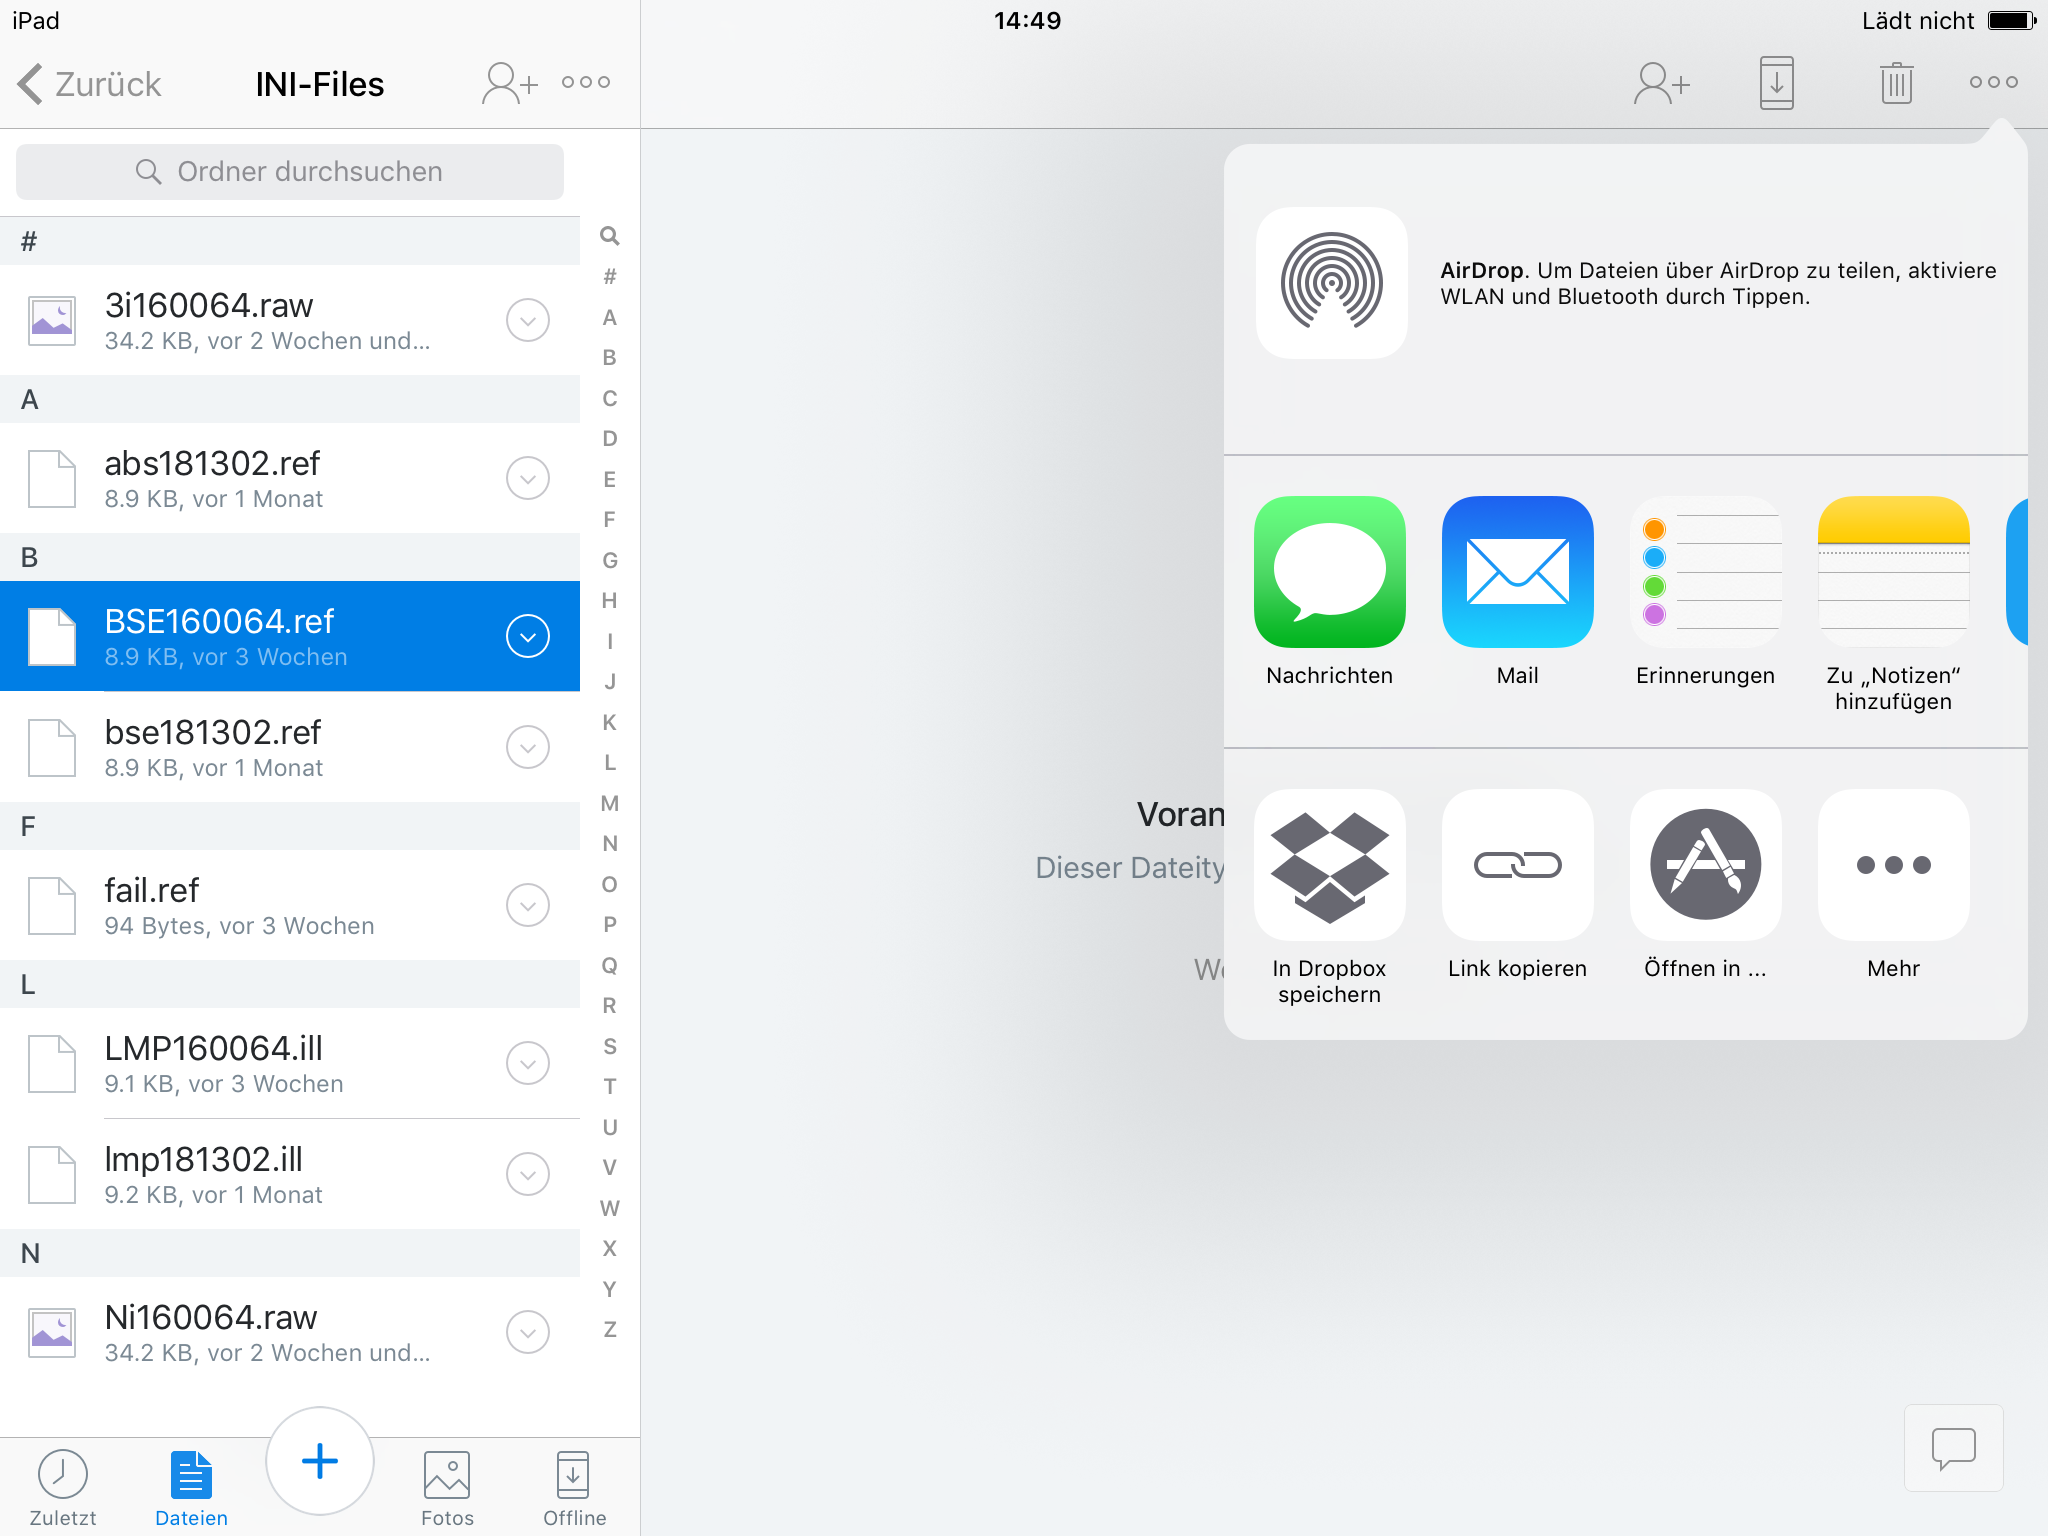 iPad
14:49
Lädt nicht
Zurück
INI-Files
Ordner durchsuchen
#
3i160064.raw
34.2 KB, vor 2 Wochen und...
A
abs181302.ref
8.9 KB, vor 1 Monat
B
BSE160064.ref
8.9 KB, vor 3 Wochen
bse181302.ref
8.9 KB, vor 1 Monat
F
fail.ref
94 Bytes, vor 3 Wochen
L
LMP160064.ill
9.1 KB, vor 3 Wochen
lmp181302.ill
9.2 KB, vor 1 Monat
N
Ni160064.raw
34.2 KB, vor 2 Wochen und...
#
A
B
C
D
E
F
G
H
I
J
K
L
M
N
O
P
Q
R
S
T
U
V
W
X
Y
Z
Zuletzt
Dateien
Fotos
Offline
Voran
Dieser Dateity
We
AirDrop. Um Dateien über AirDrop zu teilen, aktiviere
WLAN und Bluetooth durch Tippen.
Nachrichten
Mail
Erinnerungen
Zu „Notizen“
hinzufügen
In Dropbox
speichern
Link kopieren
Öffnen in ...
Mehr